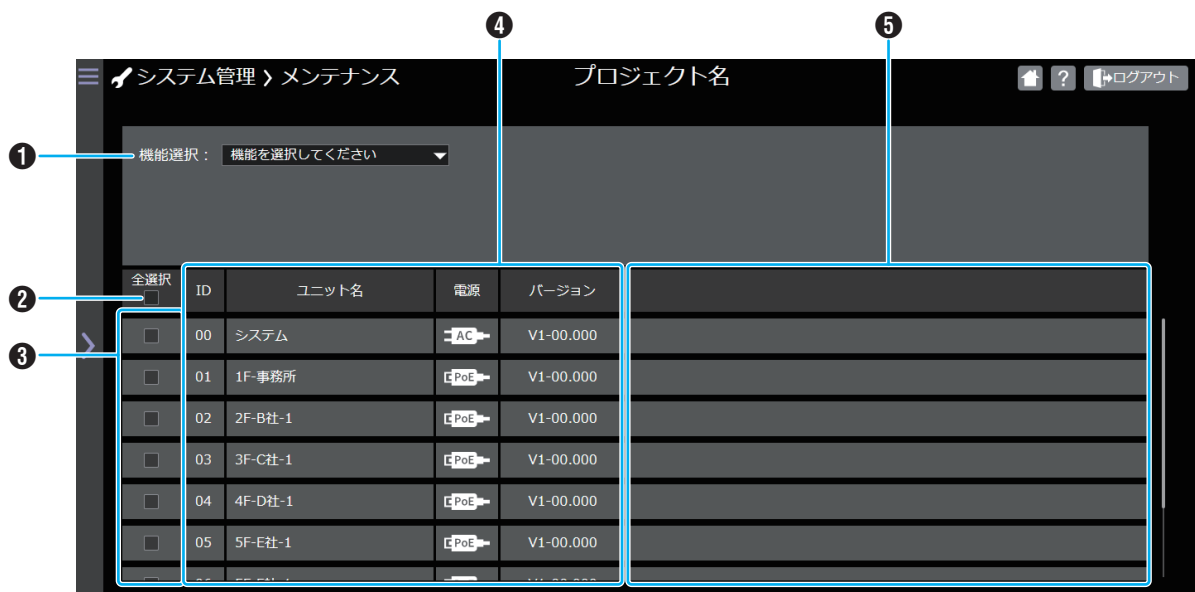 ❹ ❺
システム管理 メンテナンス プロジェクト名 ? ログアウト
❶ 機能選択： 機能を選択してください
全選択 ID ユニット名 電源 バージョン
❷
00 システム AC V1-00.000
❸
01 1F-事務所 PoE V1-00.000
02 2F-B社-1 PoE V1-00.000
03 3F-C社-1 PoE V1-00.000
04 4F-D社-1 PoE V1-00.000
05 5F-E社-1 PoE V1-00.000